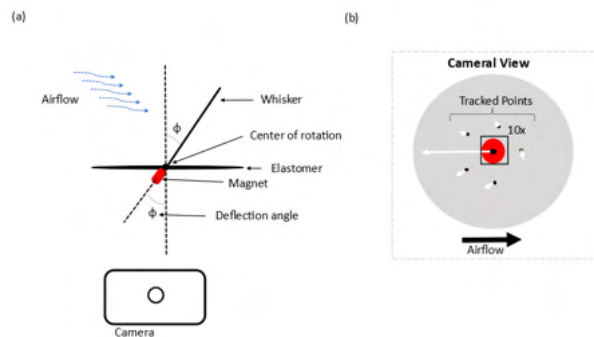 (a)
Airflow
ϕ
Whisker
Center of rotation
Elastomer
Magnet
ϕ
Deflection angle
Camera
(b)
Cameral View
Tracked Points
10x
Airflow